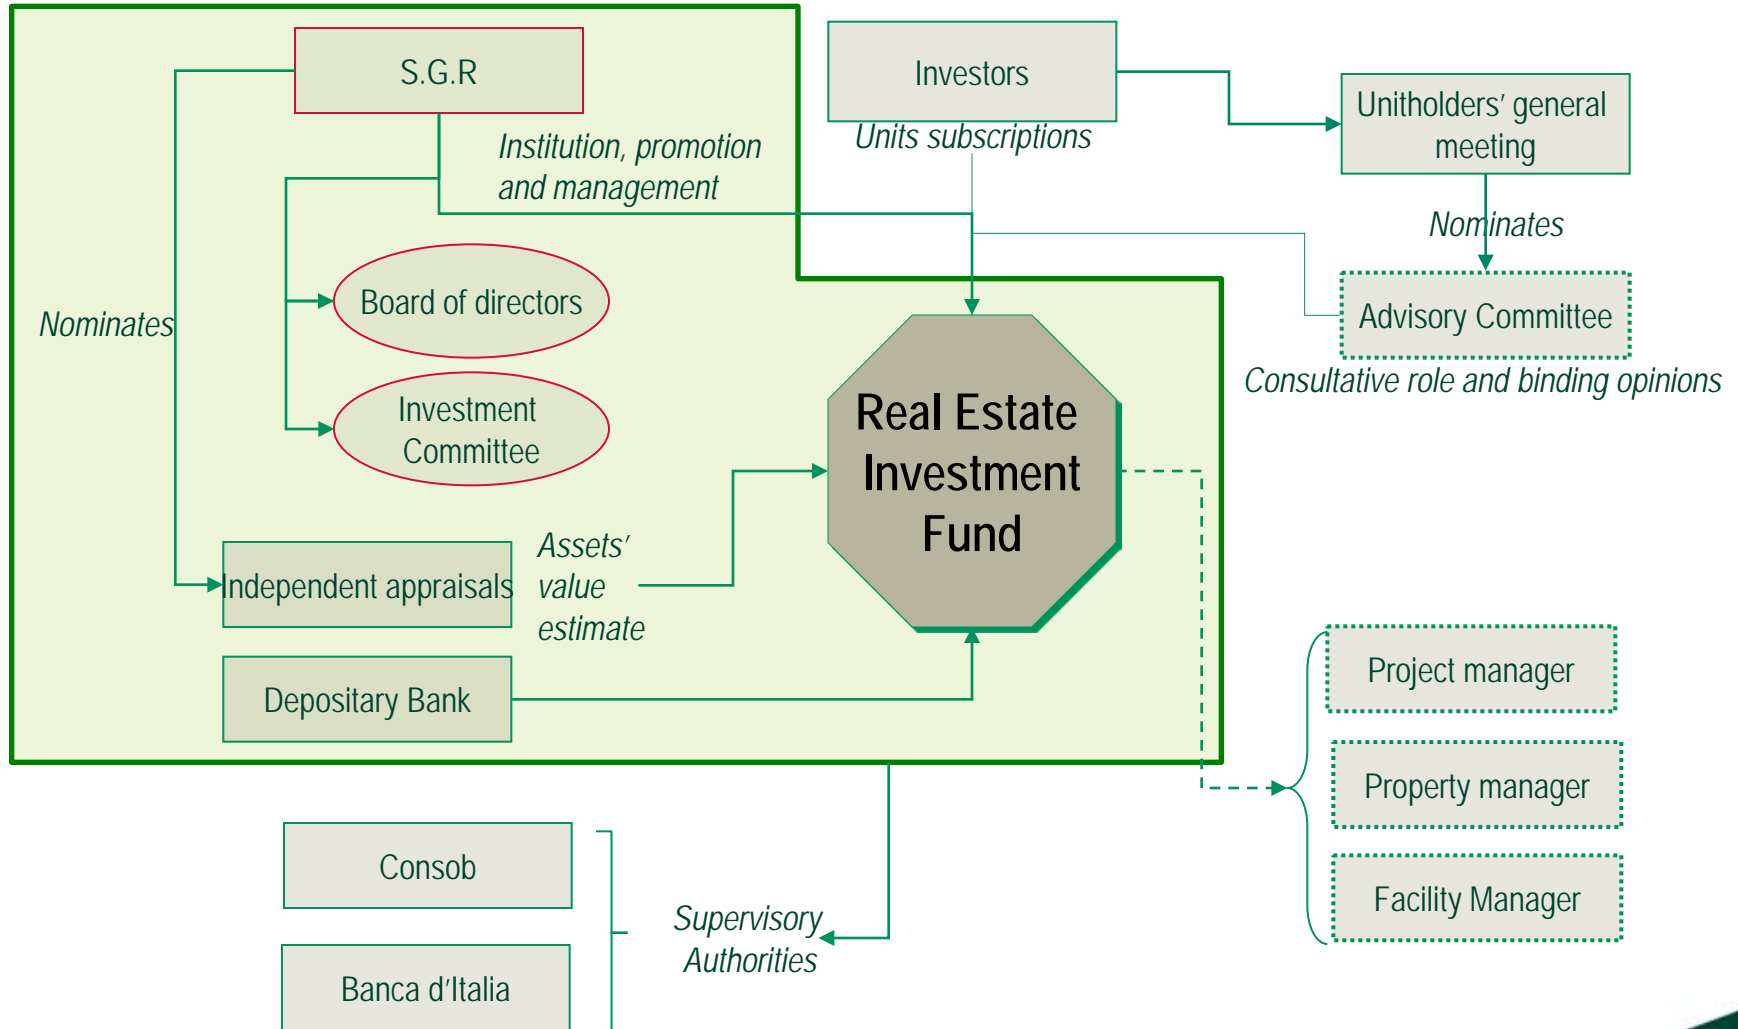 S.G.R
Investors
Unitholders' general
meeting
Institution, promotion
and management
Units subscriptions
Nominates
Nominates
Board of directors
Advisory Committee
Consultative role and binding opinions
Investment
Committee
Real Estate
Investment
Fund
Independent appraisals
Assets'
value
estimate
Depositary Bank
Project manager
Property manager
Facility Manager
Consob
Supervisory
Authorities
Banca d'Italia